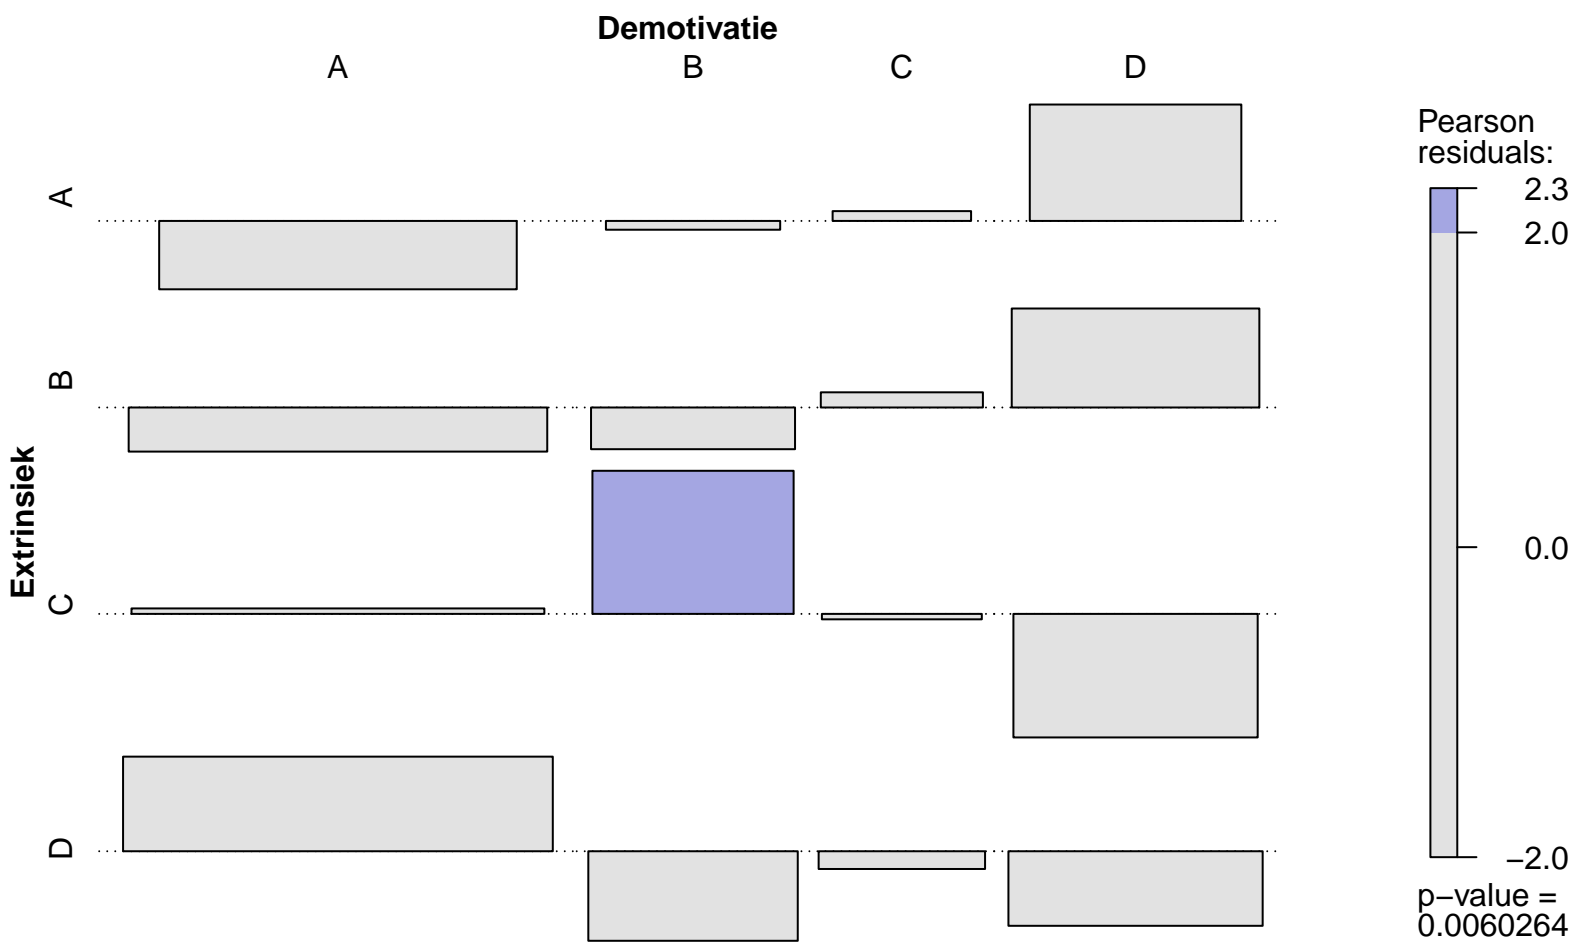 Demotivatie
A B C D
Extrinsiek
A
B
C
D
Pearson
residuals:
2.3
2.0
0.0
−2.0
p−value =
0.0060264